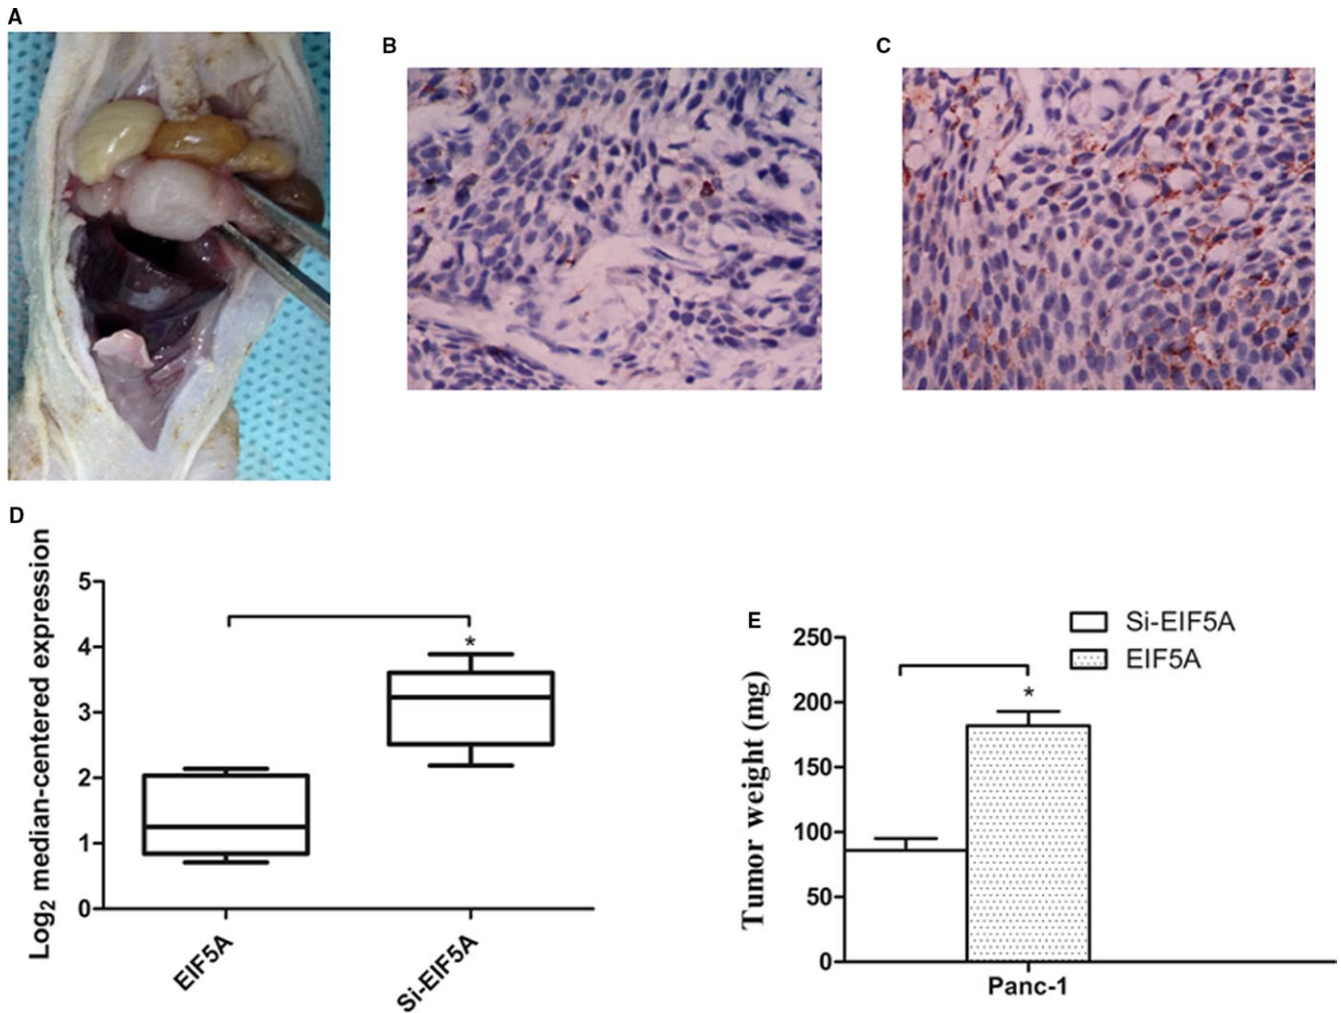 A
B
C
D
Log2 median-centered expression
5
4
3
2
1
0
*
EIF5A
Si-EIF5A
E
Si-EIF5A
EIF5A
Tumor weight (mg)
250
200
150
100
50
0
*
Panc-1